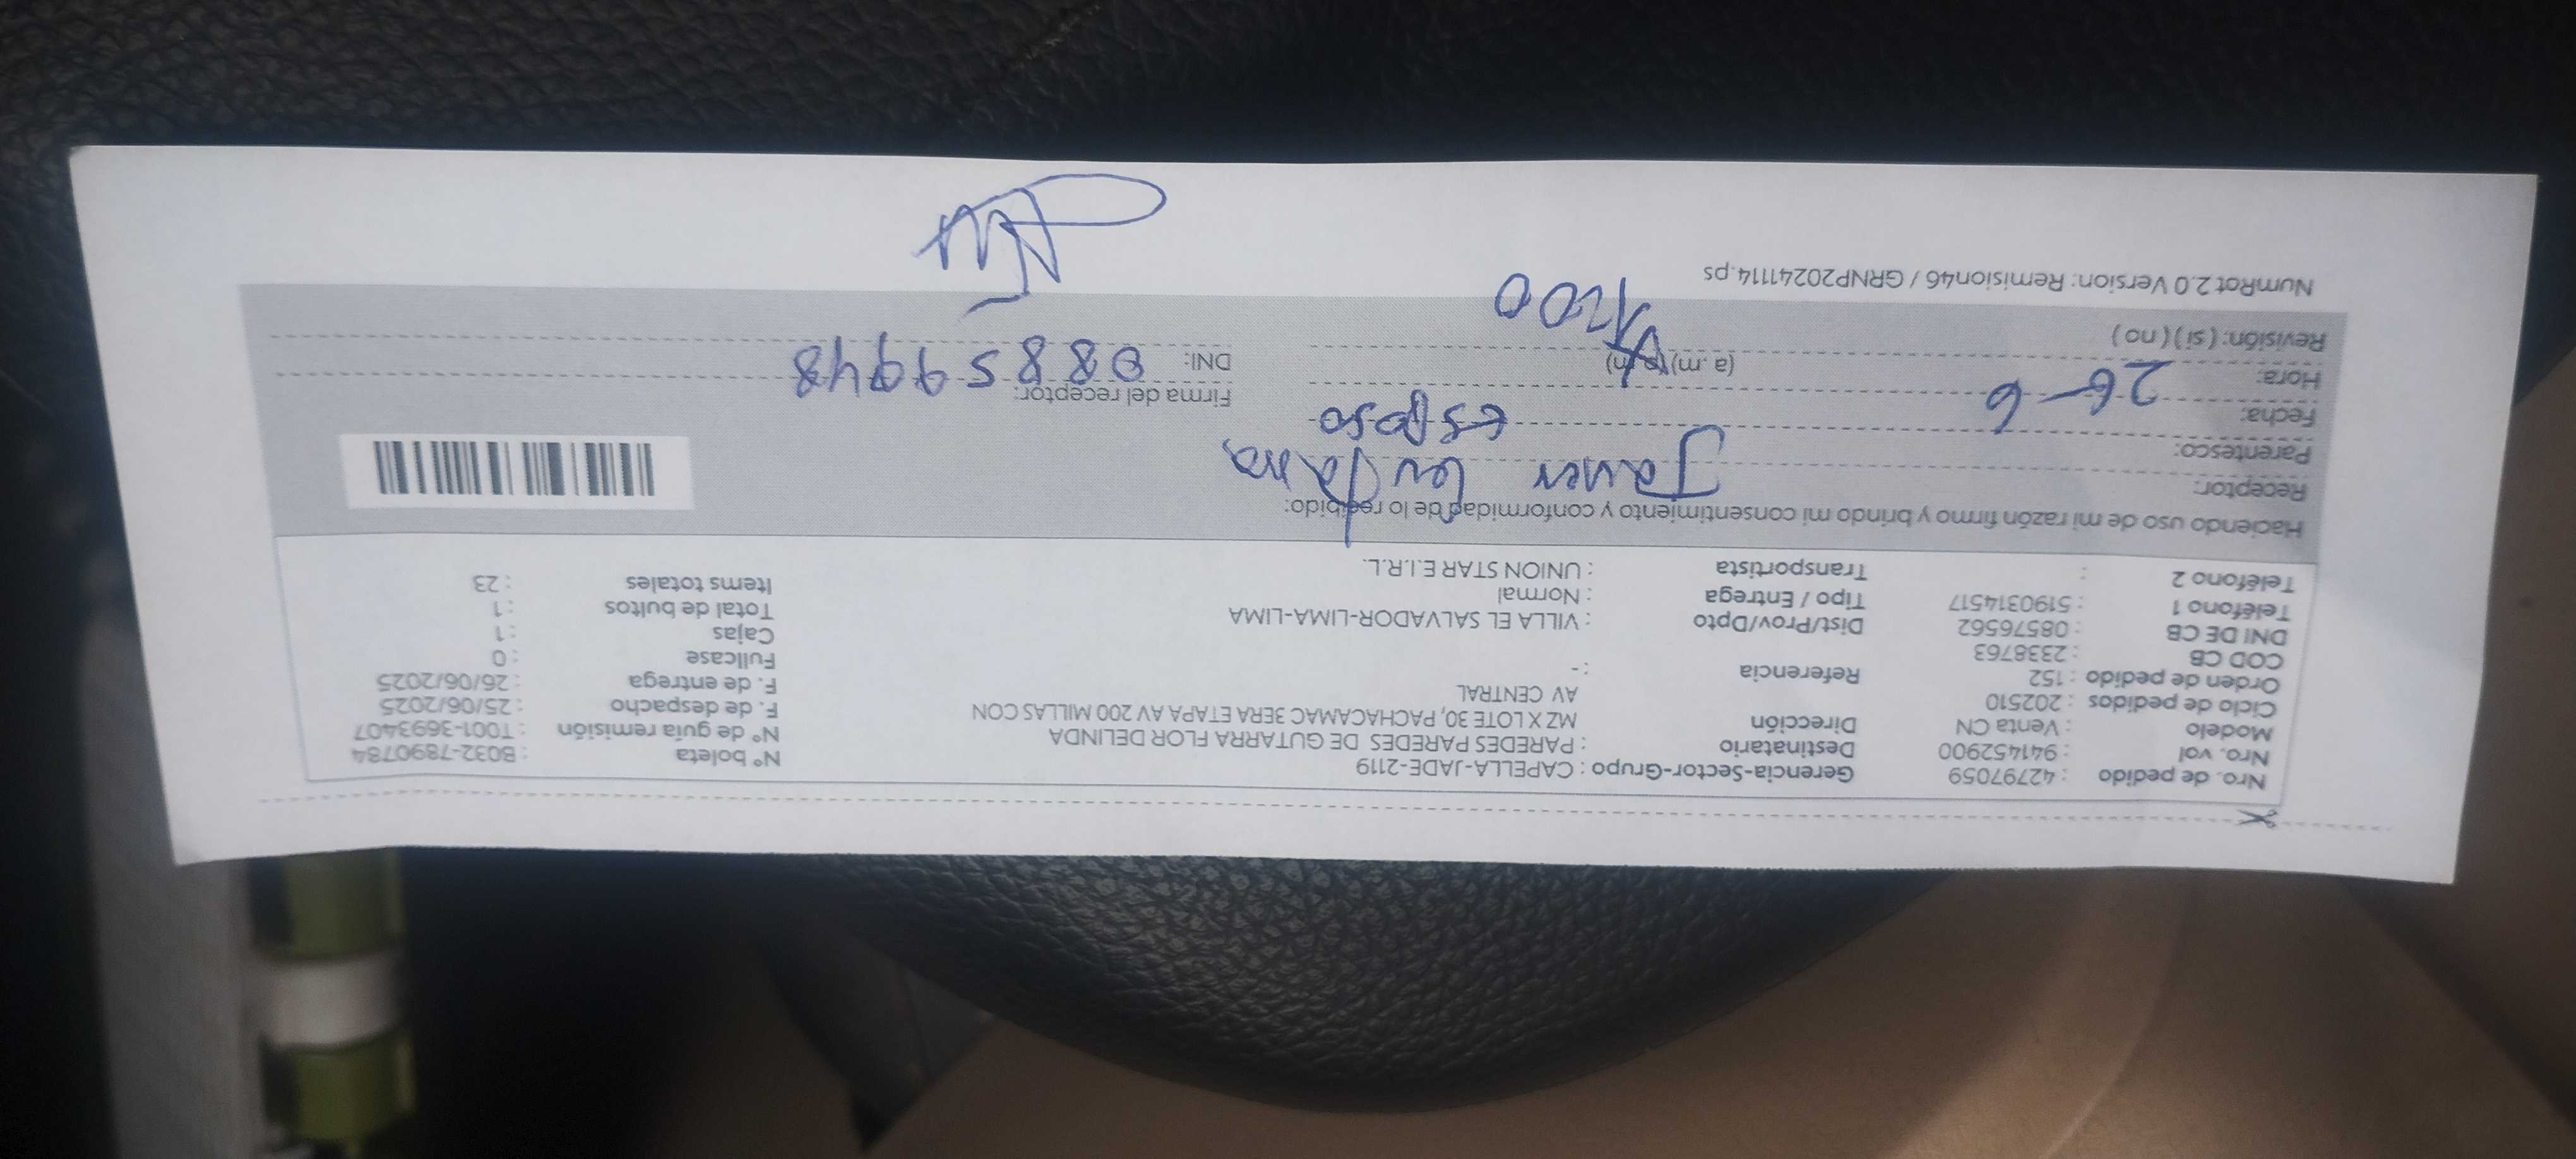 Nro. de pedido : 42797059 Gerencia-Sector-Grupo : CAPELLA-JADE-2119 N° boleta : B032-7890784
Nro. vol : 941452900 Destinatario : PAREDES PAREDES DE GUTARRA FLOR DELINDA N° de guía remisión : T001-3693407
Modelo : Venta CN Dirección MZ X LOTE 30, PACHACAMAC 3ERA ETAPA AV 200 MILLAS CON F. de despacho : 25/06/2025
Ciclo de pedidos : 202510 AV CENTRAL F. de entrega : 26/06/2025
Orden de pedido : 152 Referencia : - Fullcase : 0
COD CB : 2338763 Cajas : 1
DNI DE CB : 08576562 Dist/Prov/Dpto : VILLA EL SALVADOR-LIMA-LIMA Total de bultos : 1
Teléfono 1 : 5190314517 Tipo / Entrega : Normal Items totales : 23
Teléfono 2 : Transportista : UNION STAR E.I.R.L.
Haciendo uso de mi razón firmo y brindo mi consentimiento y conformidad de lo recibido:
Receptor: Javier
Parentesco: esposo
Fecha: 26-6 Firma del receptor:
Hora: 1200 (a.m) (p.m) DNI: 08859948
Revisión: ( si ) ( no )
NumRot 2.0 Version: Remision46 / GRNP20241114.ps